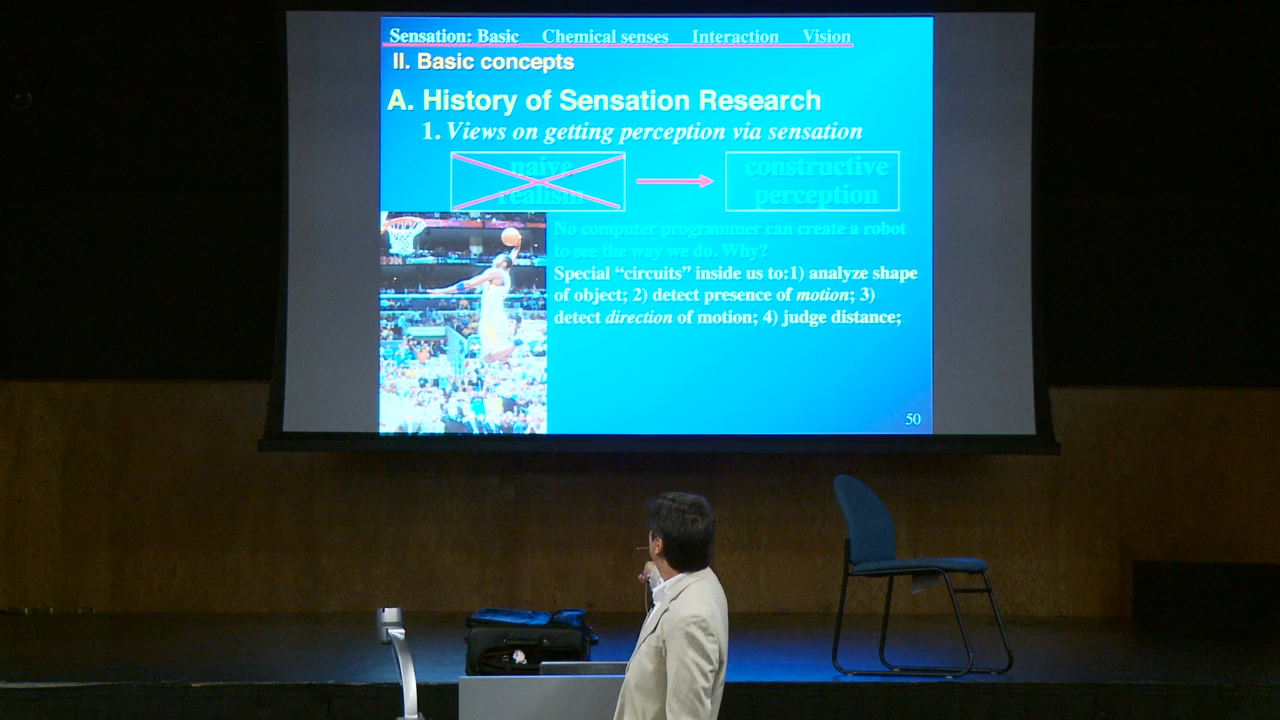 Sensation: Basic Chemical senses Interaction Vision
II. Basic concepts
A. History of Sensation Research
1. Views on getting perception via sensation
naive
realism
constructive
perception
No computer programmer can create a robot
to see the way we do. Why?
Special “circuits” inside us to:1) analyze shape
of object; 2) detect presence of motion; 3)
detect direction of motion; 4) judge distance;
50